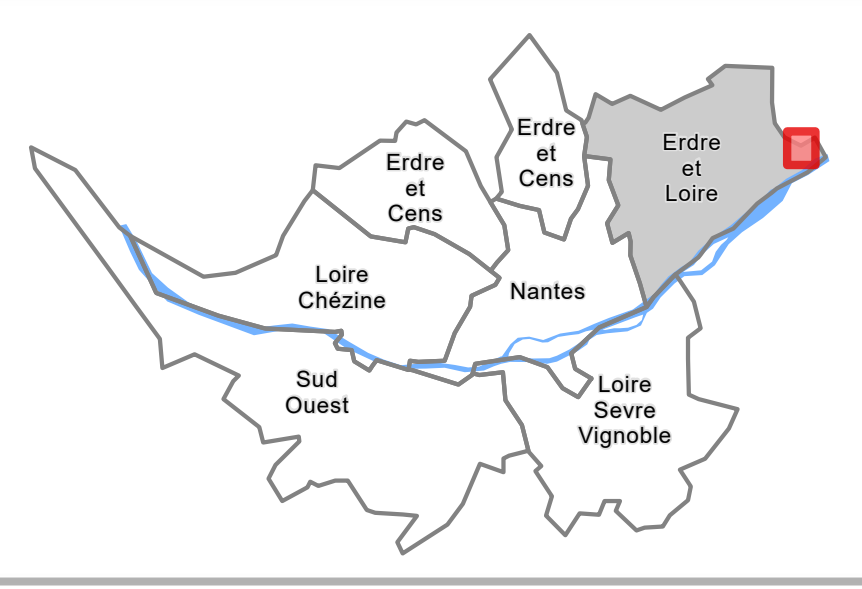 Erdre
et
Cens
Erdre
et
Loire
Erdre
et
Cens
Loire
Chézine
Nantes
Sud
Ouest
Loire
Sevre
Vignoble